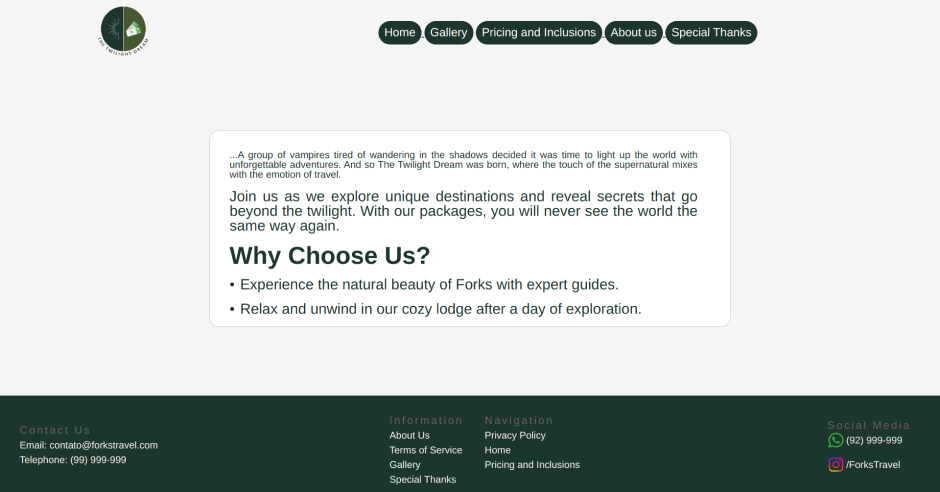 THE TWILIGHT DREAM
Home
Gallery
Pricing and Inclusions
About us
Special Thanks
...A group of vampires tired of wandering in the shadows decided it was time to light up the world with
unforgettable adventures. And so The Twilight Dream was born, where the touch of the supernatural mixes
with the emotion of travel.
Join us as we explore unique destinations and reveal secrets that go
beyond the twilight. With our packages, you will never see the world the
same way again.
Why Choose Us?
• Experience the natural beauty of Forks with expert guides.
• Relax and unwind in our cozy lodge after a day of exploration.
Contact Us
Email: contato@forkstravel.com
Telephone: (99) 999-999
Information
About Us
Terms of Service
Gallery
Special Thanks
Navigation
Privacy Policy
Home
Pricing and Inclusions
Social Media
(92) 999-999
/ForksTravel